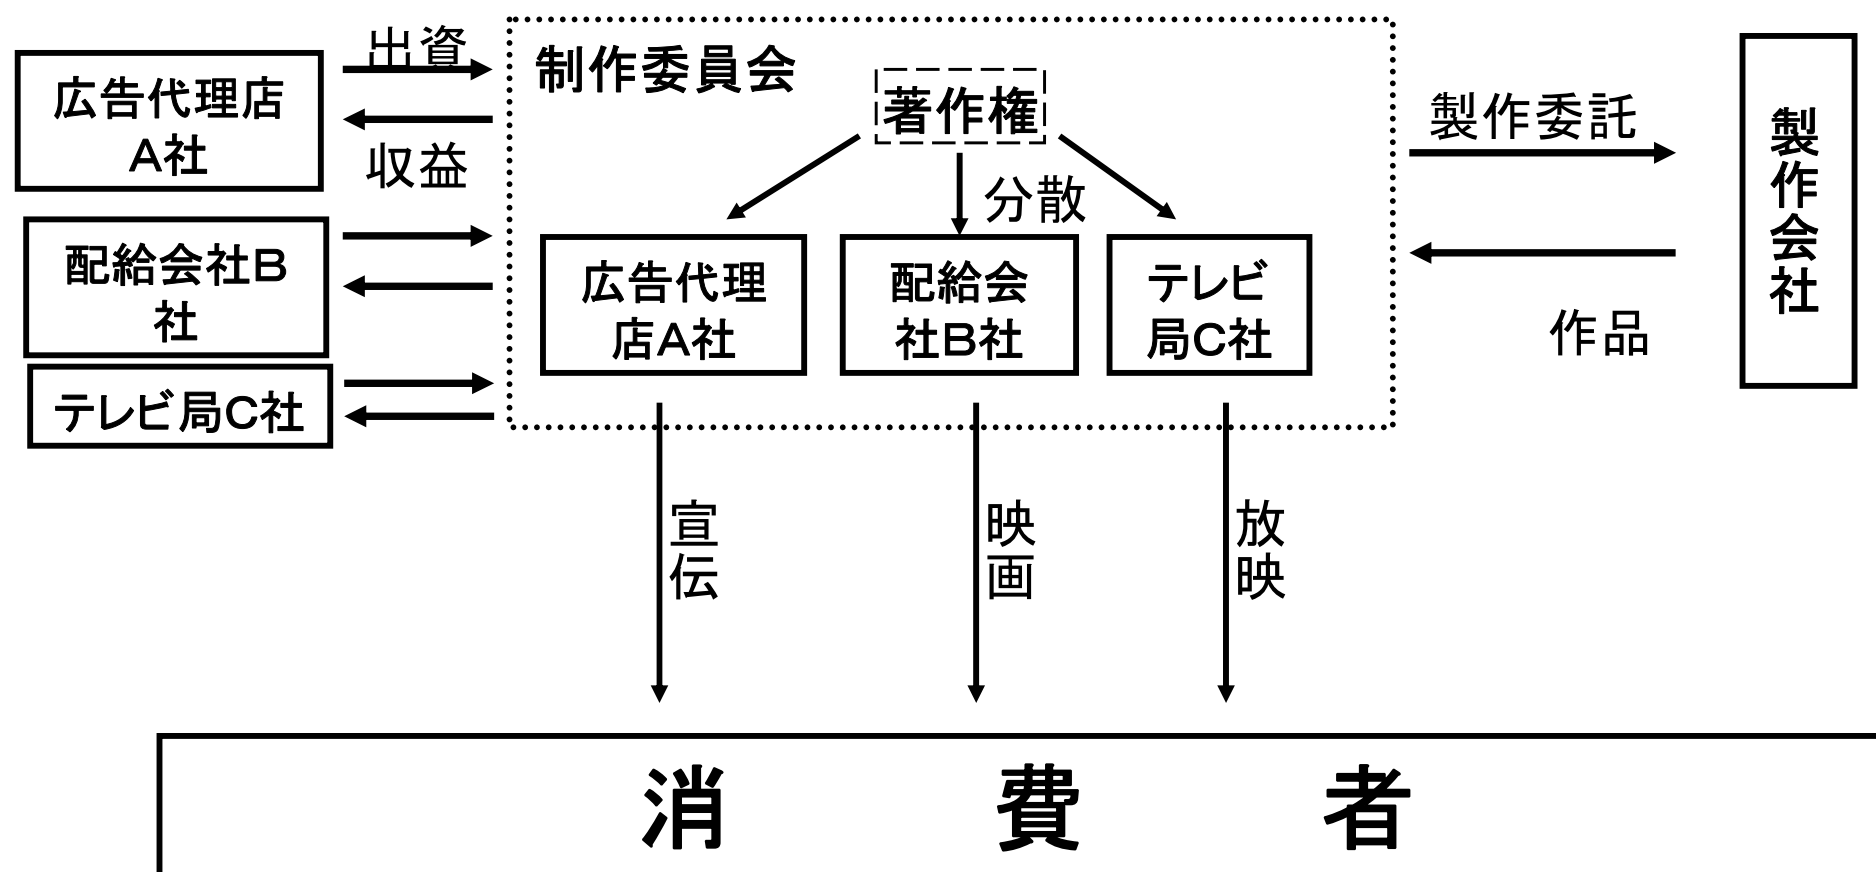 出資
広告代理店
A社
収益
配給会社B
社
テレビ局C社
制作委員会
著作権
分散
広告代理
店A社
配給会
社B社
テレビ
局C社
製作委託
作品
製作会社
宣伝
映画
放映
消費者